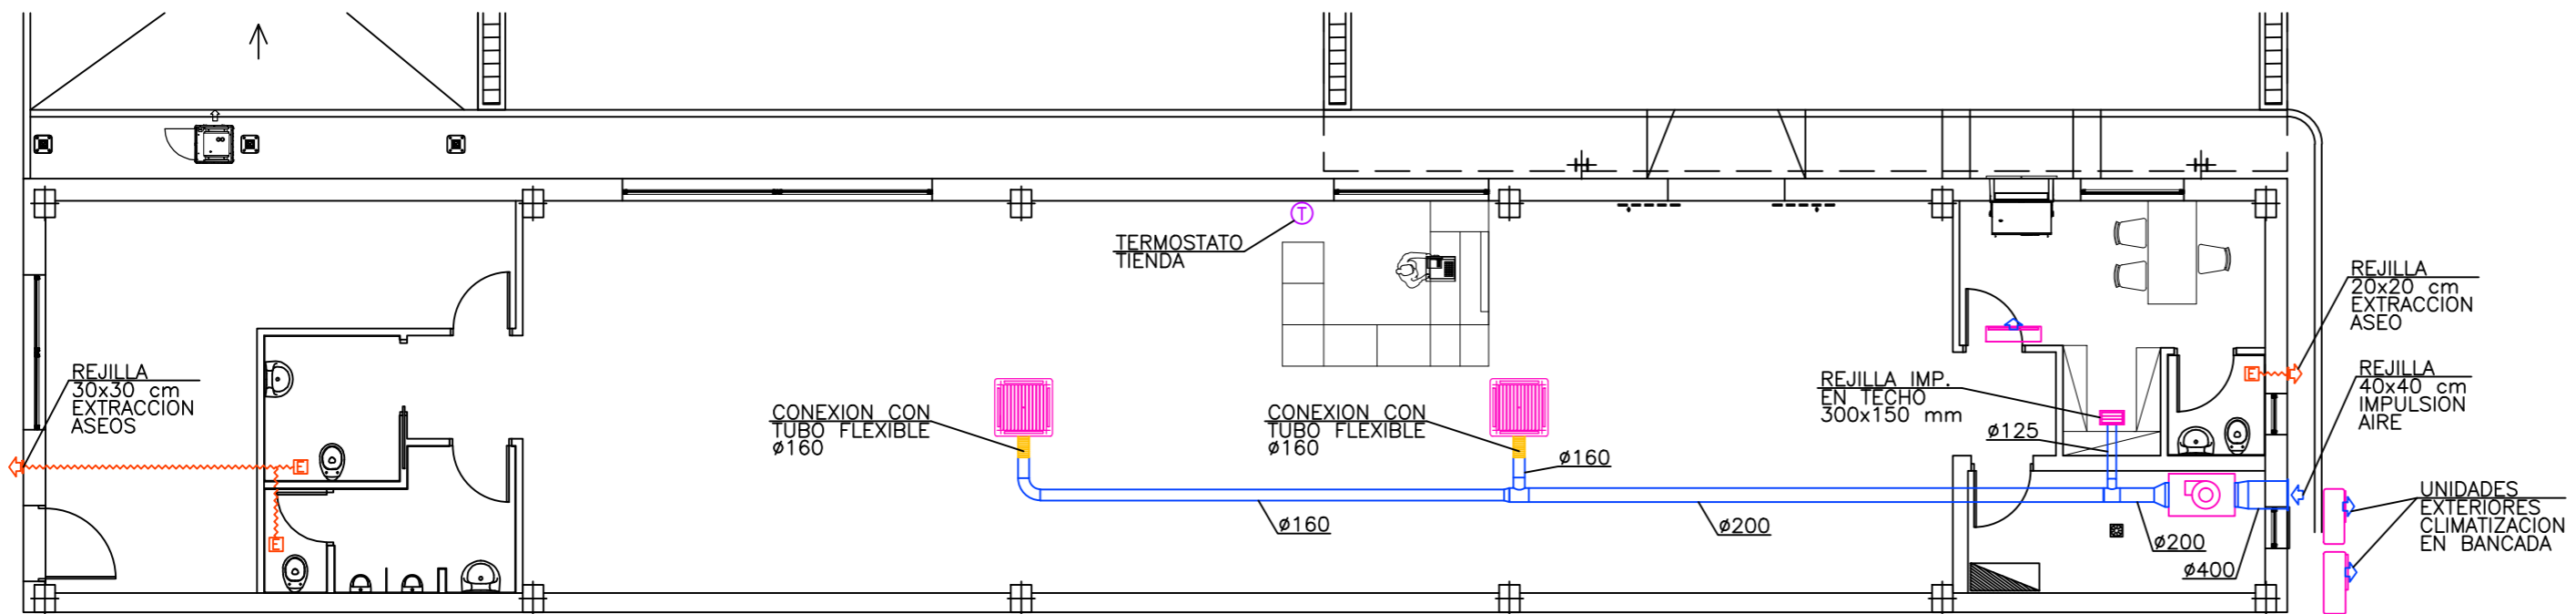 T
TERMOSTATO
TIENDA
REJILLA
20x20 cm
EXTRACCION
ASEO
REJILLA
30x30 cm
EXTRACCION
ASEOS
CONEXION CON
TUBO FLEXIBLE
ø160
CONEXION CON
TUBO FLEXIBLE
ø160
REJILLA IMP.
EN TECHO
300x150 mm
E
REJILLA
40x40 cm
IMPULSION
AIRE
ø125
ø160
E
E
ø160
ø200
ø200
ø400
UNIDADES
EXTERIORES
CLIMATIZACION
EN BANCADA